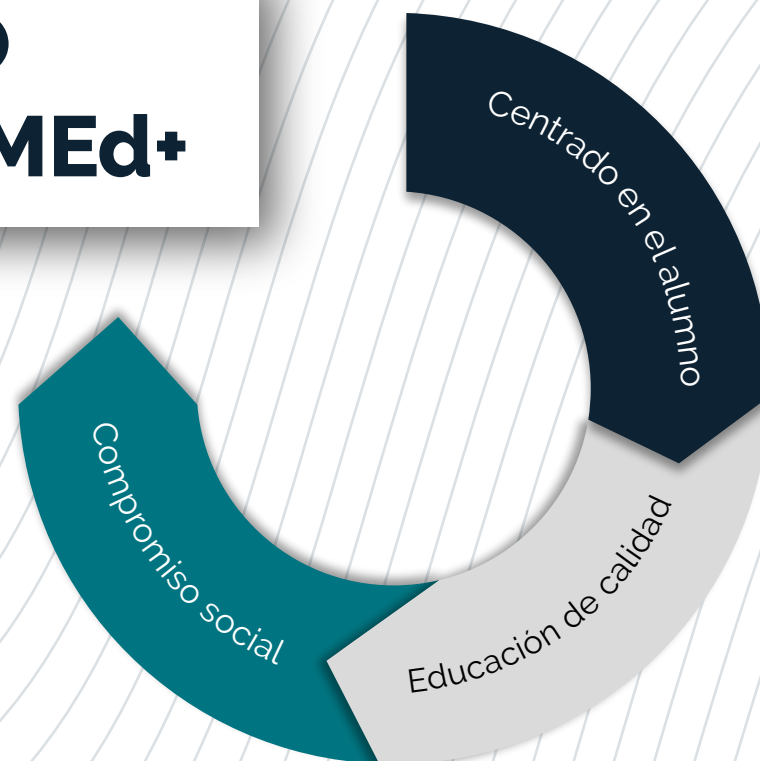 MEd+
Centrado en el alumno
Educación de calidad
Compromiso social